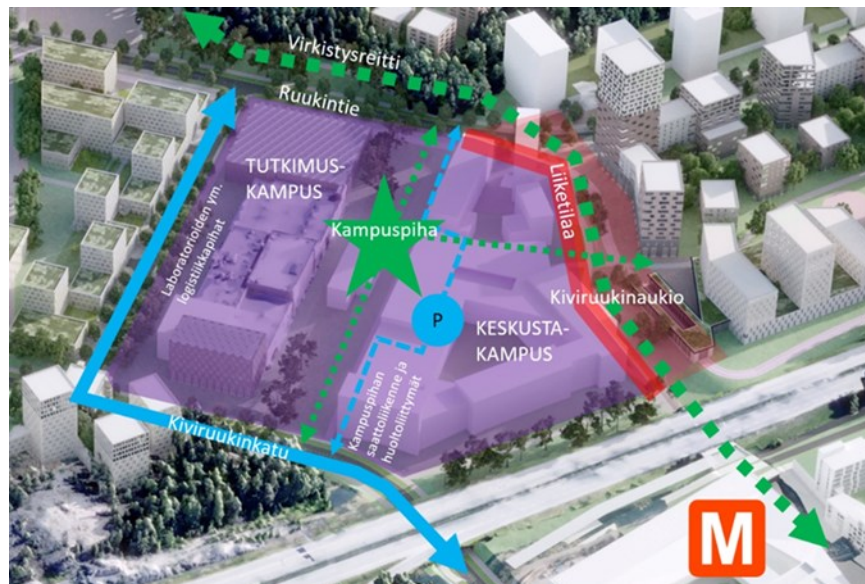 Virkistysreitti
Ruukintie
TUTKIMUS-
KAMPUS
Laboratorioiden ym.
logistiikkapihat
Kampuspiha
Liiketilaa
Kiviruukinaukio
P
KESKUSTA-
KAMPUS
Kampuspihan
saattoliikenne ja
huoltoliittymät
Kiviruukinkatu
M